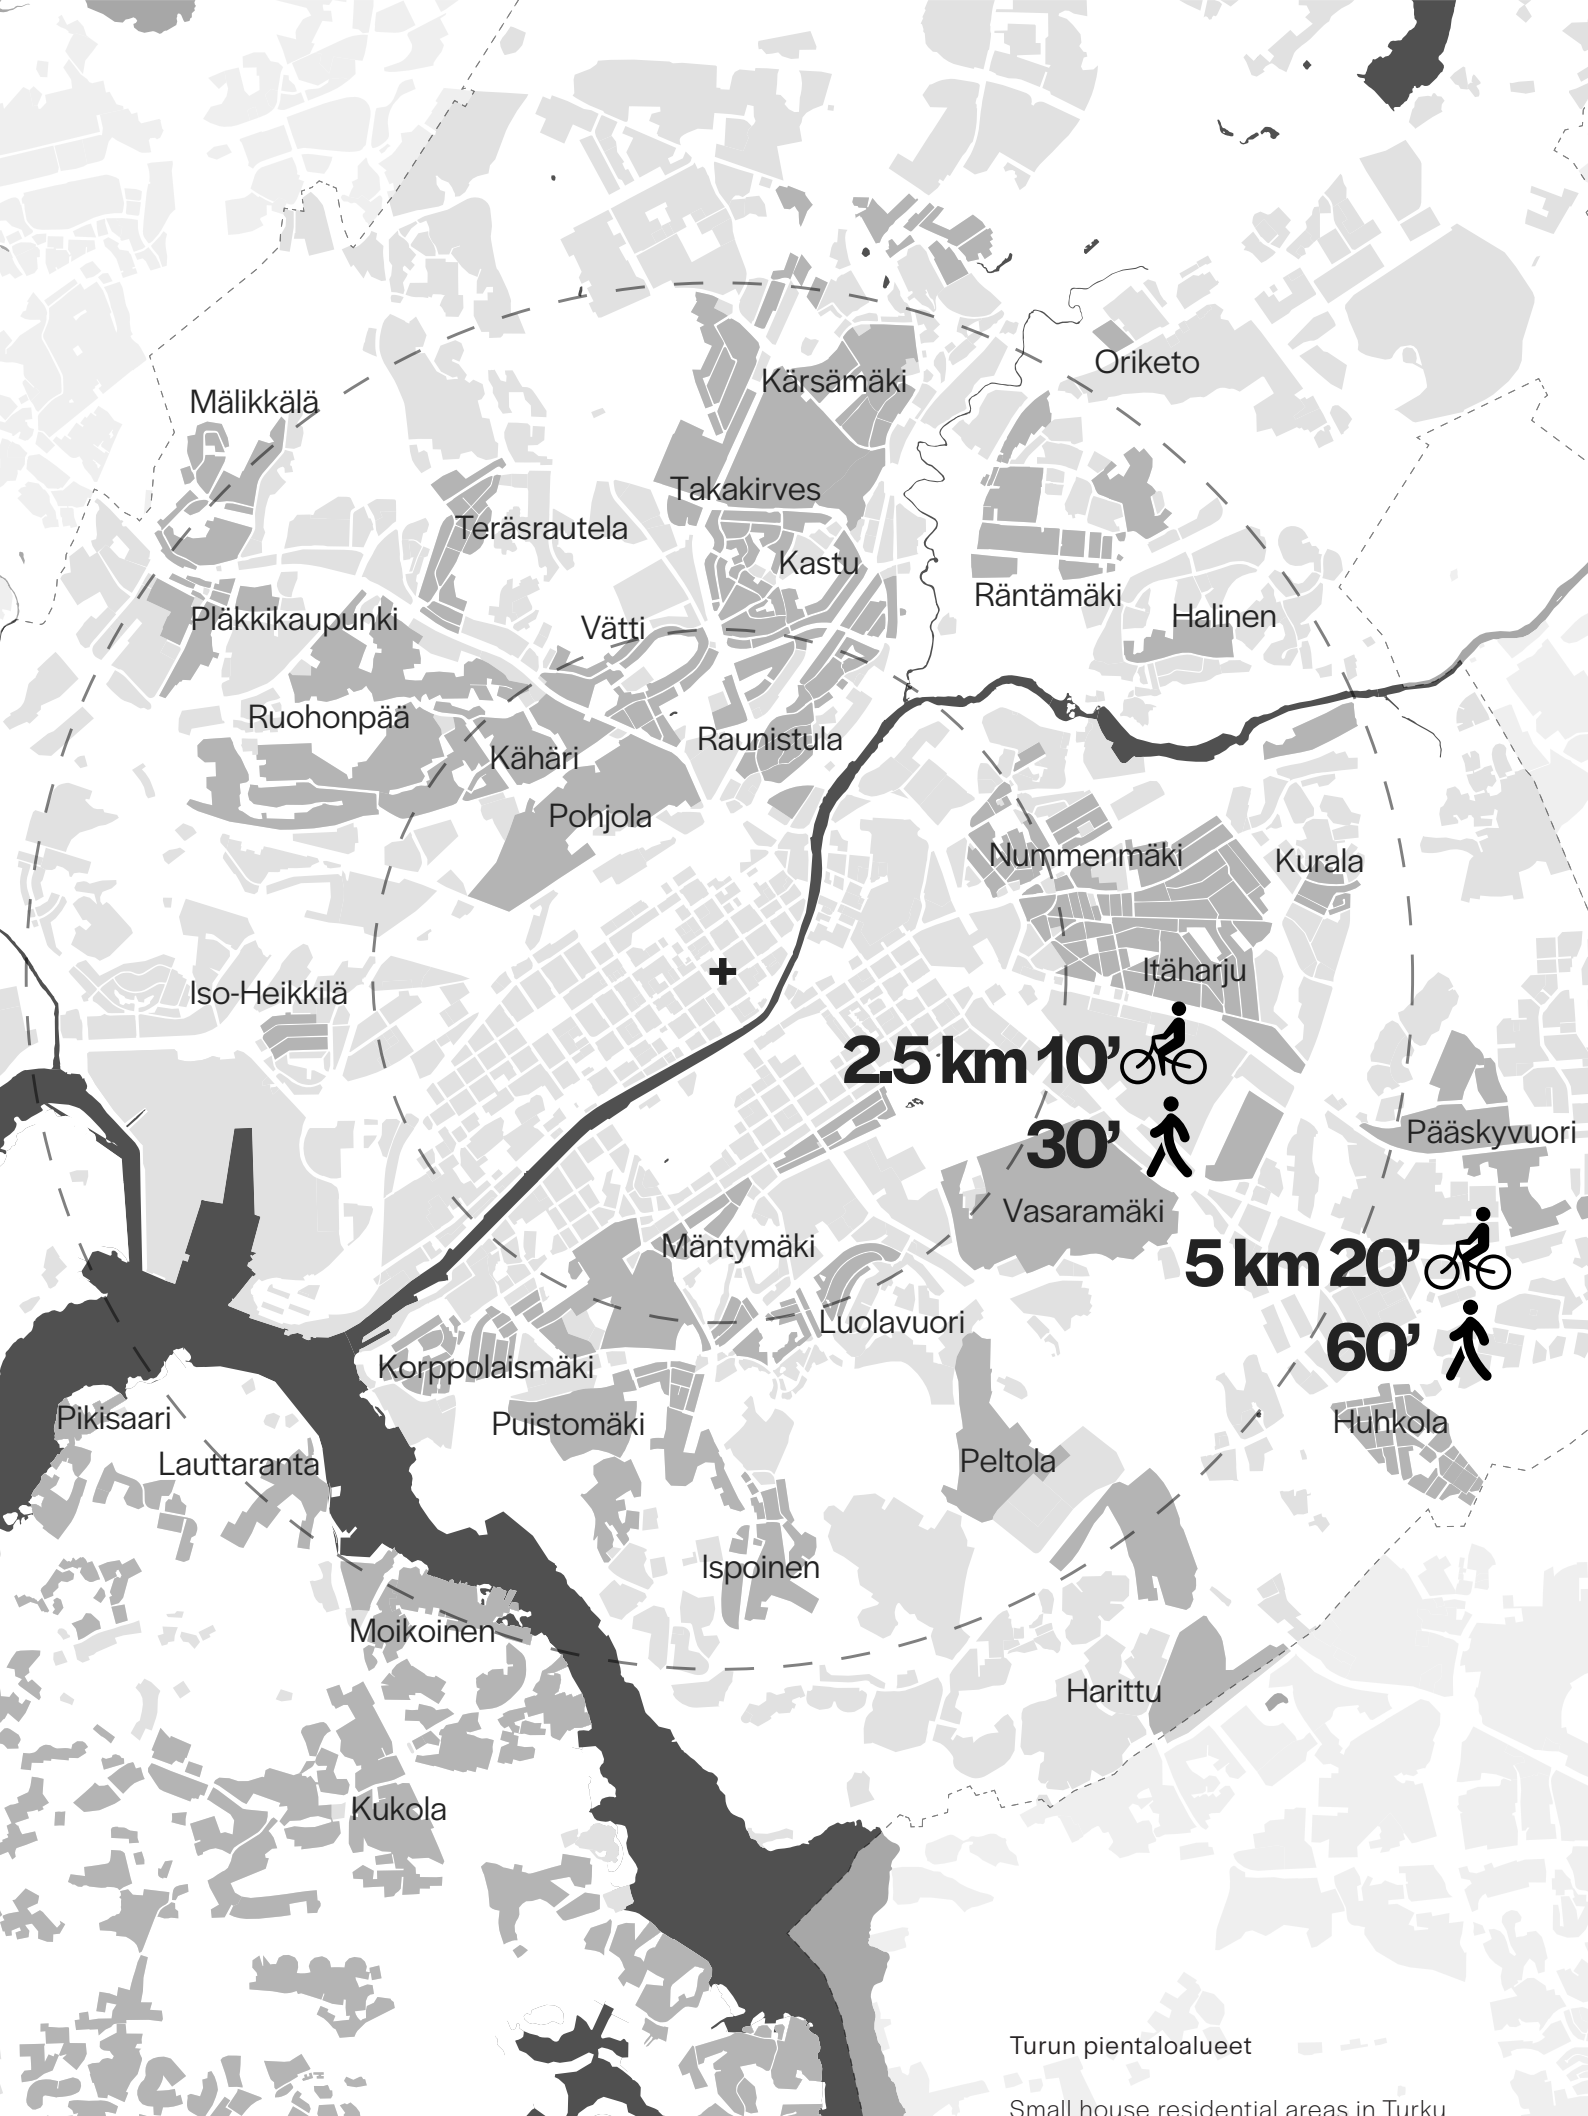 Oriketo
Kärsämäki
Mälikkälä
Takakirves
Teräsrautela
Kastu
Räntämäki
Halinen
Pläkkikaupunki
Vätti
Ruohonpää
Raunistula
Kähäri
Pohjola
Nummenmäki
Kurala
Itäharju
Iso-Heikkilä
2.5 km 10’
30’
Pääskyvuori
Vasaramäki
Mäntymäki
5 km 20’
Luolavuori
60’
Korppolaismäki
Pikisaari
Puistomäki
Huhkola
Lauttaranta
Peltola
Ispoinen
Moikoinen
Harittu
Kukola
Turun pientaloalueet
Small house residential areas in Turku